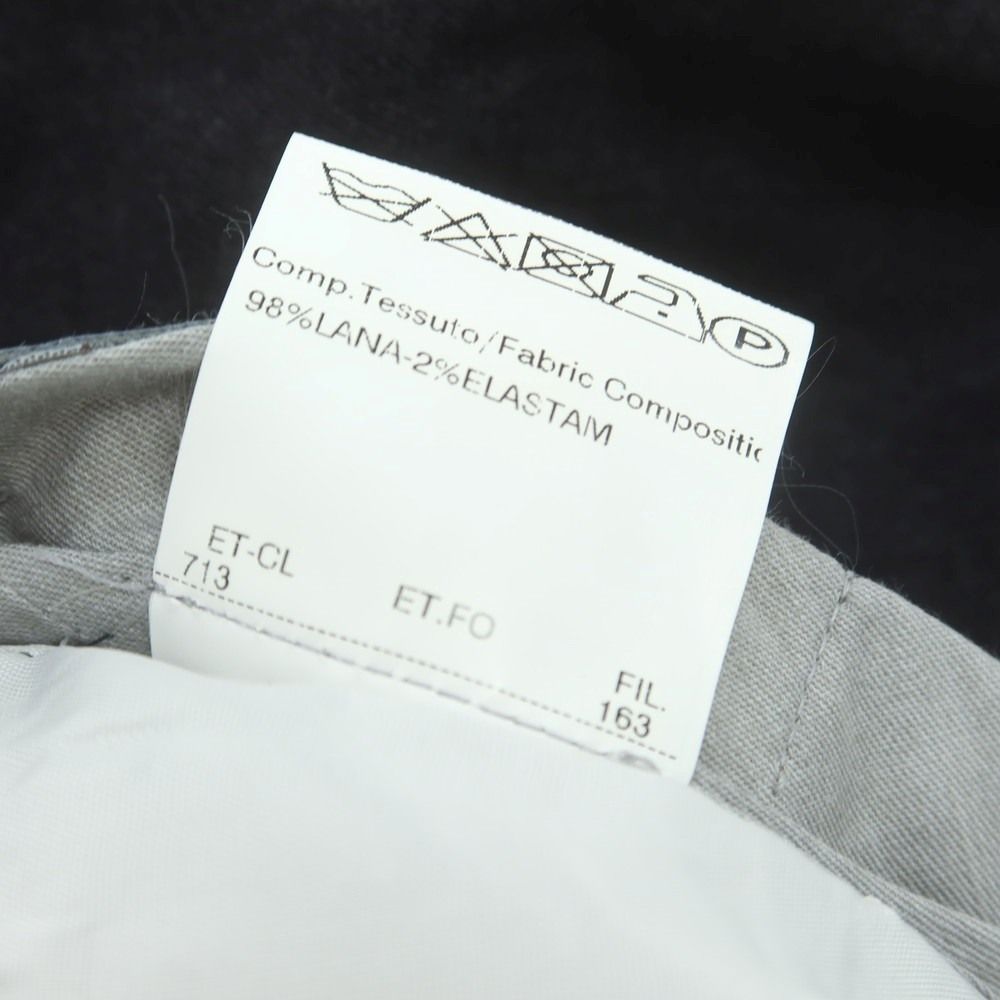 P
Comp.Tessuto/Fabric Compositic
98%LANA-2%ELASTAM
ET-CL
713
ET.FO
FIL.
163